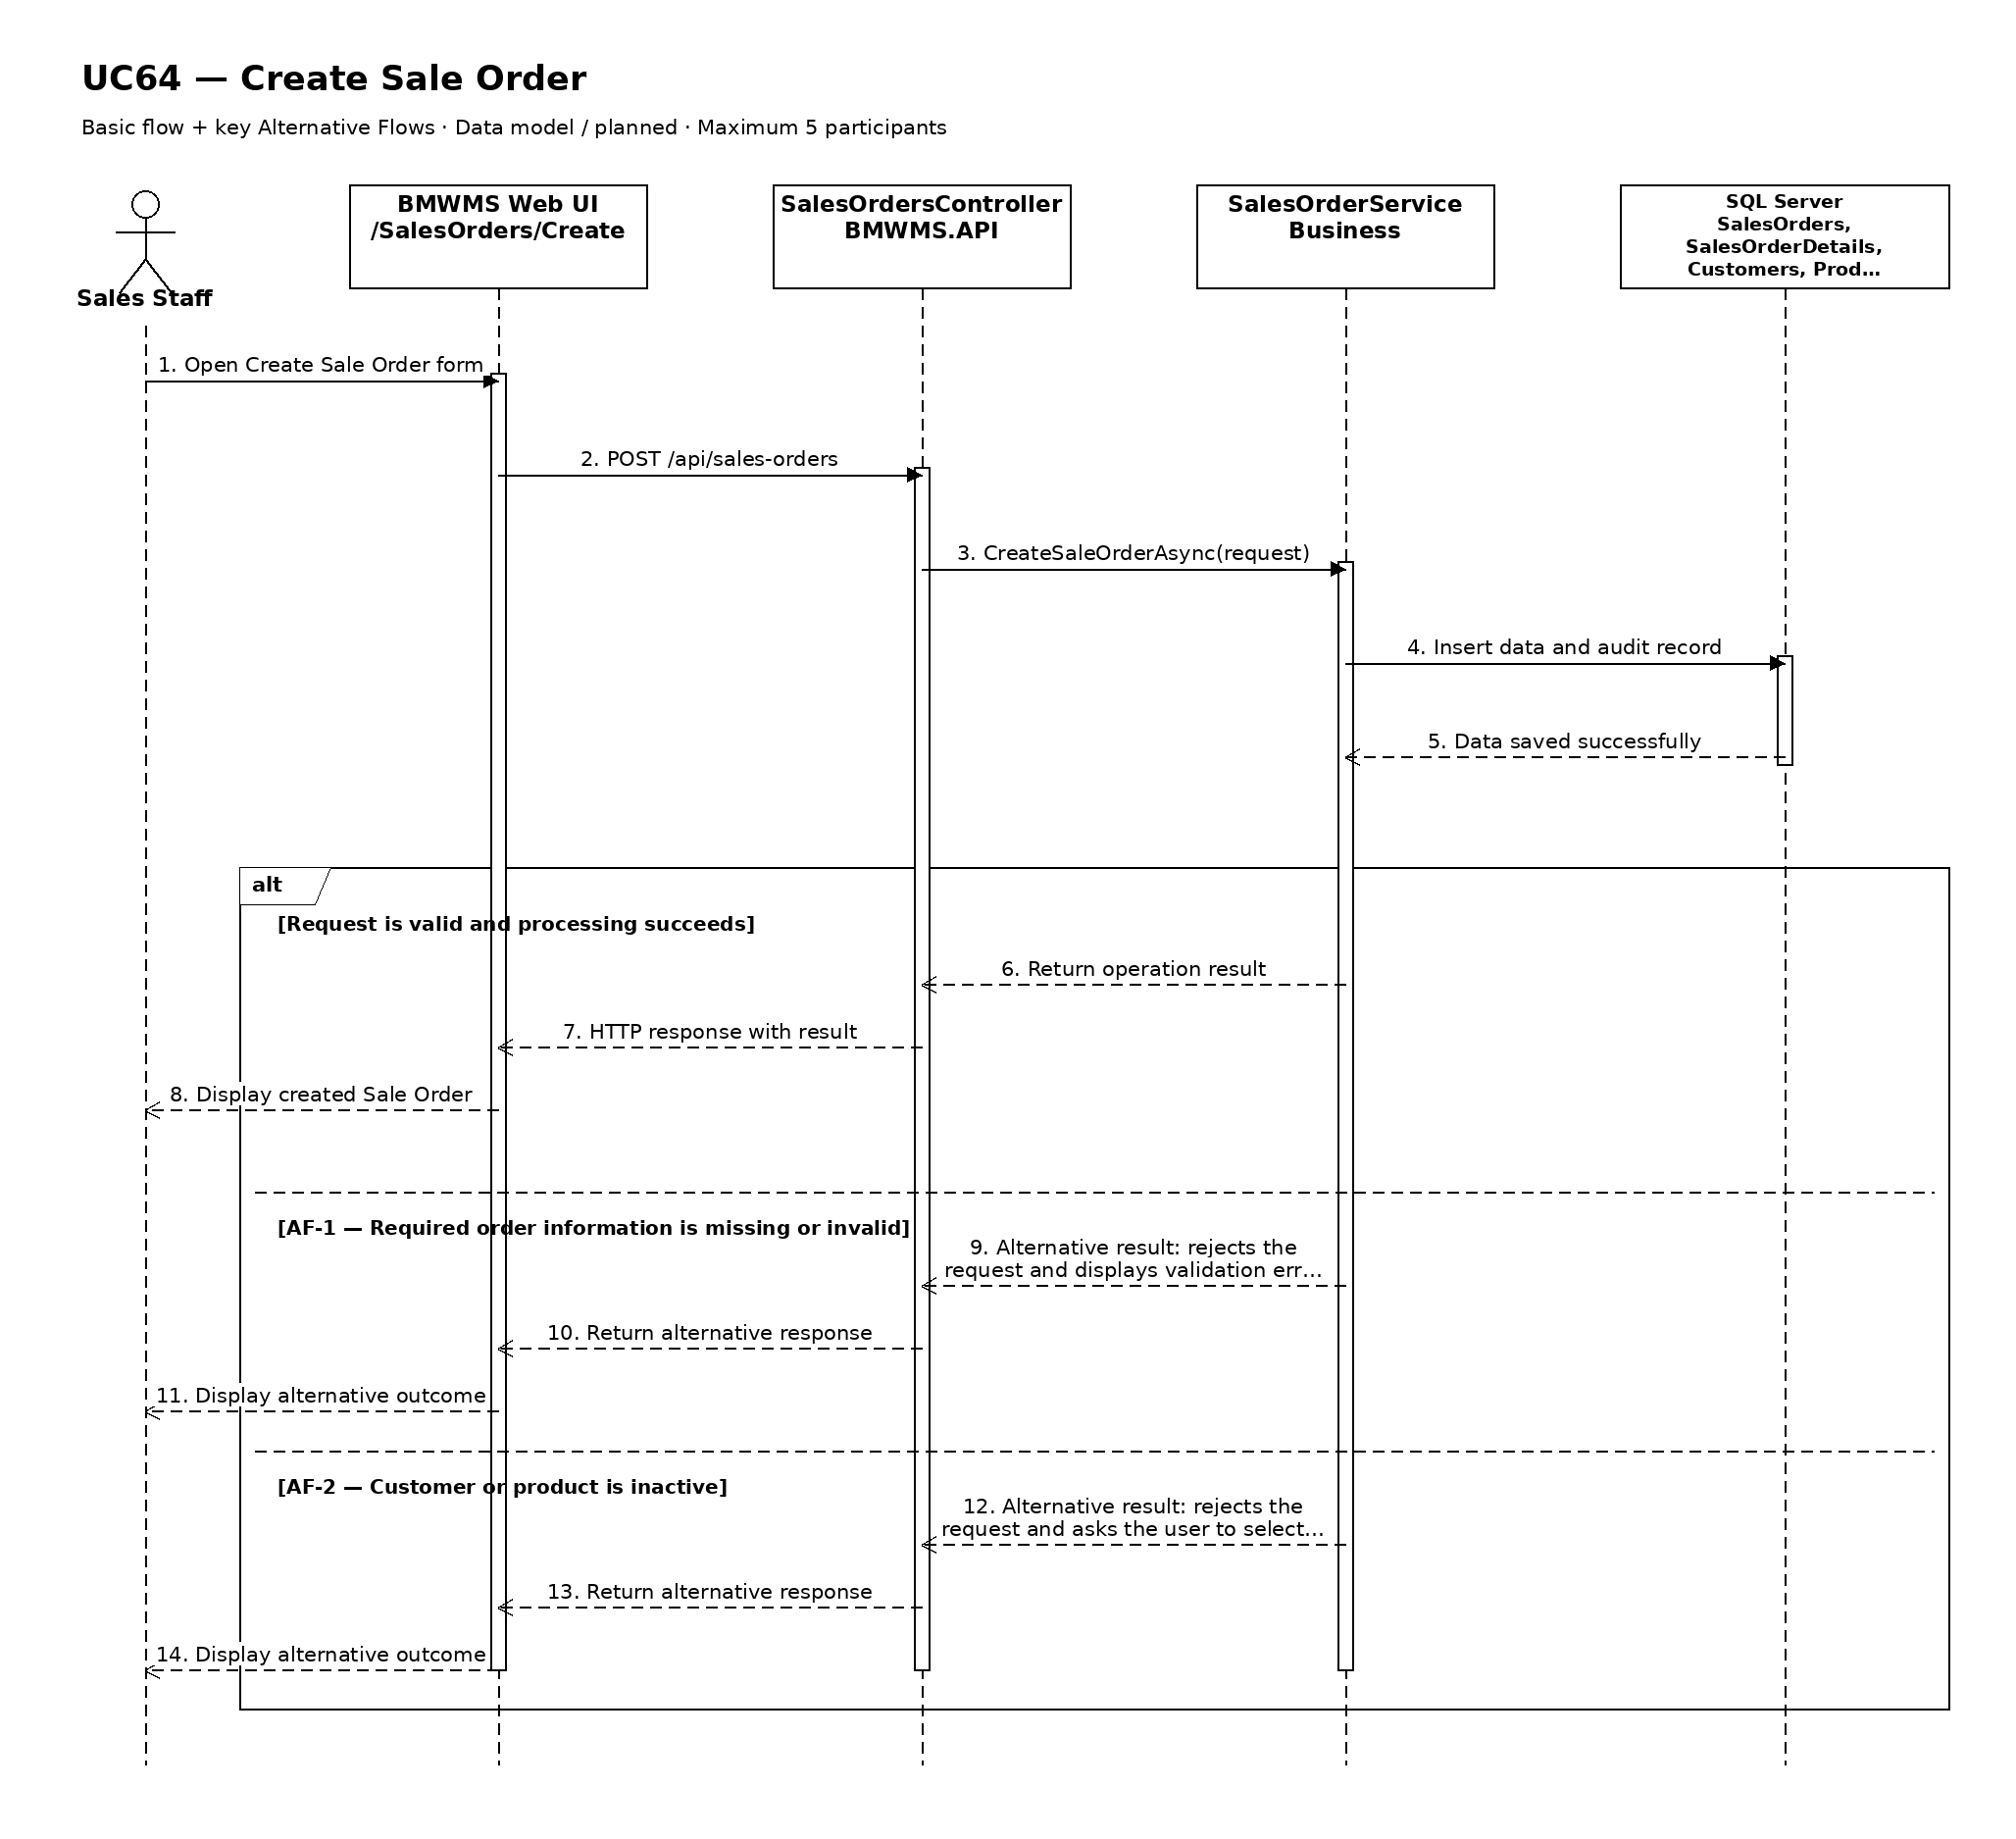 UC64 — Create Sale Order
Basic flow + key Alternative Flows · Data model / planned · Maximum 5 participants
Sales Staff
BMWMS Web UI
/SalesOrders/Create
SalesOrdersController
BMWMS.API
SalesOrderService
Business
SQL Server
SalesOrders,
SalesOrderDetails,
Customers, Prod...
1. Open Create Sale Order form
2. POST /api/sales-orders
3. CreateSaleOrderAsync(request)
4. Insert data and audit record
5. Data saved successfully
alt
[Request is valid and processing succeeds]
6. Return operation result
7. HTTP response with result
8. Display created Sale Order
[AF-1 — Required order information is missing or invalid]
9. Alternative result: rejects the
request and displays validation err...
10. Return alternative response
11. Display alternative outcome
[AF-2 — Customer or product is inactive]
12. Alternative result: rejects the
request and asks the user to select...
13. Return alternative response
14. Display alternative outcome